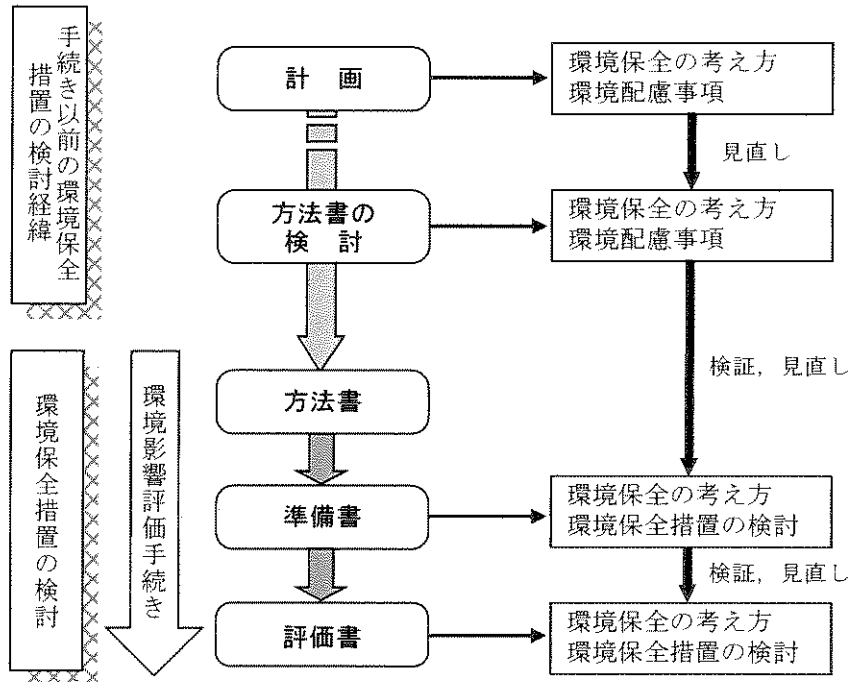 手続き以前の環境保全
措置の検討経緯
計　画
環境保全の考え方
環境配慮事項
見直し
方法書の
検　討
環境保全の考え方
環境配慮事項
検証，見直し
環境保全措置の検討
環境影響評価手続き
方法書
準備書
環境保全の考え方
環境保全措置の検討
検証，見直し
評価書
環境保全の考え方
環境保全措置の検討